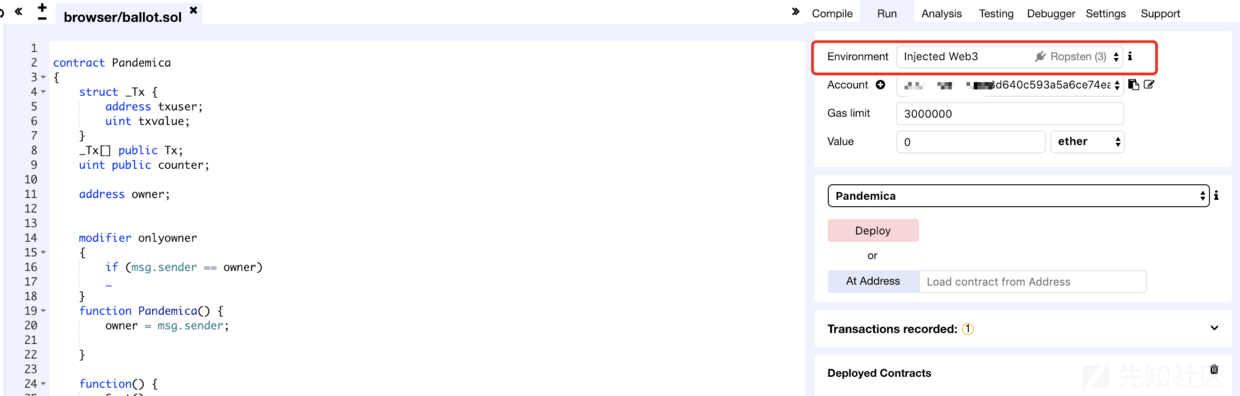 browser/ballot.sol
1
2 contract Pandemica
3 {
4 struct _Tx {
5 address txuser;
6 uint txvalue;
7 }
8 _Tx[] public Tx;
9 uint public counter;
10
11 address owner;
12
13
14 modifier onlyowner
15 {
16 if (msg.sender == owner)
17 _
18 }
19 function Pandemica() {
20 owner = msg.sender;
21
22 }
23
24 function() {
Compile Run Analysis Testing Debugger Settings Support
Environment Injected Web3 Ropsten (3)
Account d640c593a5a6ce74ea
Gas limit 3000000
Value 0 ether
Pandemica
Deploy
or
At Address Load contract from Address
Transactions recorded: 1
Deployed Contracts
先知社区